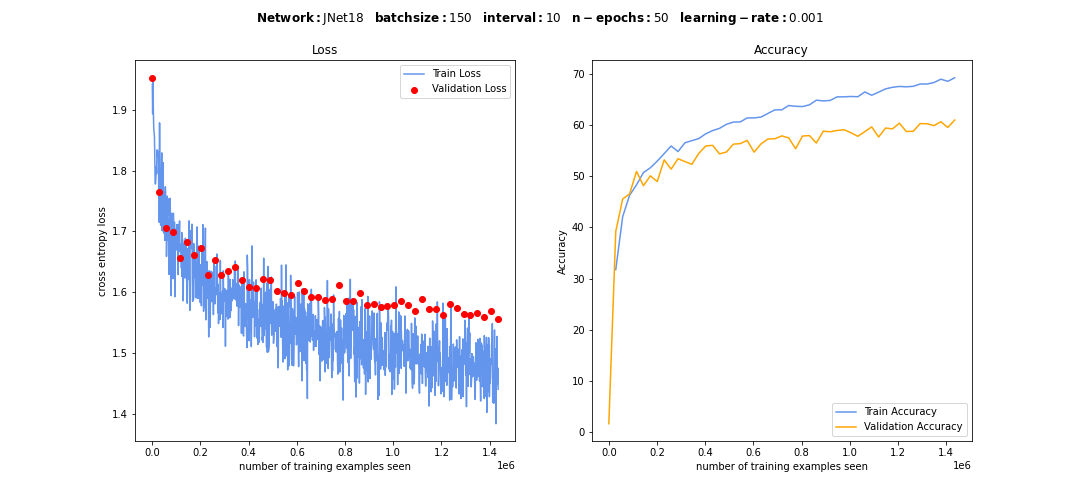 Network: JNet18 batchsize: 150 interval: 10 n−epochs: 50 learning−rate: 0.001
Loss
Train Loss
Validation Loss
1.9
1.8
1.7
1.6
1.5
1.4
cross entropy loss
0.0 0.2 0.4 0.6 0.8 1.0 1.2 1.4
1e6
number of training examples seen
Accuracy
70
60
50
40
30
20
10
0
Accuracy
Train Accuracy
Validation Accuracy
0.0 0.2 0.4 0.6 0.8 1.0 1.2 1.4
1e6
number of training examples seen